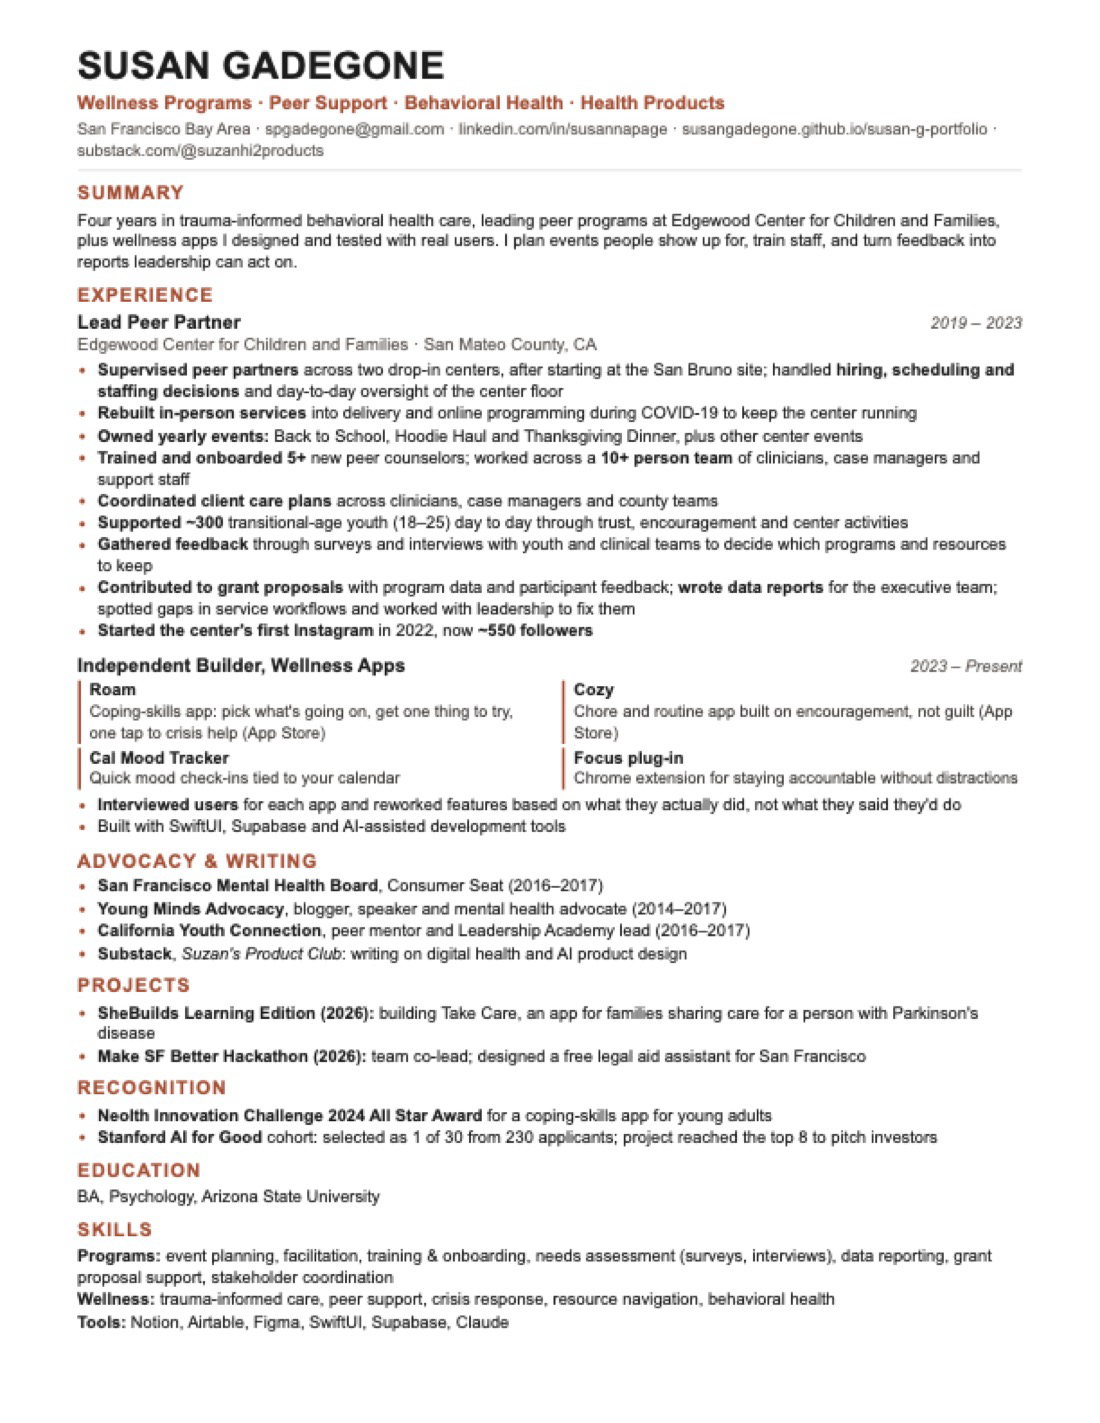 SUSAN GADEGONE
Wellness Programs · Peer Support · Behavioral Health · Health Products
San Francisco Bay Area · spgadegone@gmail.com · linkedin.com/in/susannapage · susangadegone.github.io/susan-g-portfolio ·
substack.com/@suzanhi2products
SUMMARY
Four years in trauma-informed behavioral health care, leading peer programs at Edgewood Center for Children and Families,
plus wellness apps I designed and tested with real users. I plan events people show up for, train staff, and turn feedback into
reports leadership can act on.
EXPERIENCE
Lead Peer Partner 2019 – 2023
Edgewood Center for Children and Families · San Mateo County, CA
• Supervised peer partners across two drop-in centers, after starting at the San Bruno site; handled hiring, scheduling and
staffing decisions and day-to-day oversight of the center floor
• Rebuilt in-person services into delivery and online programming during COVID-19 to keep the center running
• Owned yearly events: Back to School, Hoodie Haul and Thanksgiving Dinner, plus other center events
• Trained and onboarded 5+ new peer counselors; worked across a 10+ person team of clinicians, case managers and
support staff
• Coordinated client care plans across clinicians, case managers and county teams
• Supported ~300 transitional-age youth (18–25) day to day through trust, encouragement and center activities
• Gathered feedback through surveys and interviews with youth and clinical teams to decide which programs and resources
to keep
• Contributed to grant proposals with program data and participant feedback; wrote data reports for the executive team;
spotted gaps in service workflows and worked with leadership to fix them
• Started the center's first Instagram in 2022, now ~550 followers
Independent Builder, Wellness Apps 2023 – Present
Roam
Coping-skills app: pick what's going on, get one thing to try,
one tap to crisis help (App Store)
Cozy
Chore and routine app built on encouragement, not guilt (App
Store)
Cal Mood Tracker
Quick mood check-ins tied to your calendar
Focus plug-in
Chrome extension for staying accountable without distractions
• Interviewed users for each app and reworked features based on what they actually did, not what they said they'd do
• Built with SwiftUI, Supabase and AI-assisted development tools
ADVOCACY & WRITING
• San Francisco Mental Health Board, Consumer Seat (2016–2017)
• Young Minds Advocacy, blogger, speaker and mental health advocate (2014–2017)
• California Youth Connection, peer mentor and Leadership Academy lead (2016–2017)
• Substack, Suzan's Product Club: writing on digital health and AI product design
PROJECTS
• SheBuilds Learning Edition (2026): building Take Care, an app for families sharing care for a person with Parkinson's
disease
• Make SF Better Hackathon (2026): team co-lead; designed a free legal aid assistant for San Francisco
RECOGNITION
• Neolth Innovation Challenge 2024 All Star Award for a coping-skills app for young adults
• Stanford AI for Good cohort: selected as 1 of 30 from 230 applicants; project reached the top 8 to pitch investors
EDUCATION
BA, Psychology, Arizona State University
SKILLS
Programs: event planning, facilitation, training & onboarding, needs assessment (surveys, interviews), data reporting, grant
proposal support, stakeholder coordination
Wellness: trauma-informed care, peer support, crisis response, resource navigation, behavioral health
Tools: Notion, Airtable, Figma, SwiftUI, Supabase, Claude